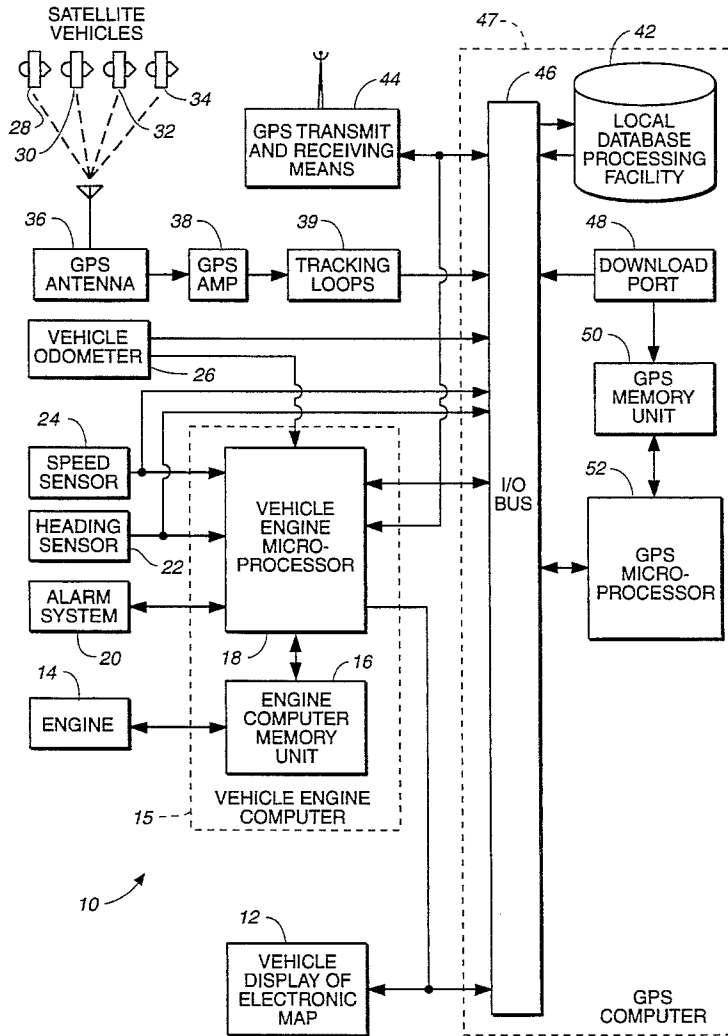 SATELLITE
VEHICLES
47
42
28
30
32
34
44
46
GPS TRANSMIT
AND RECEIVING
MEANS
LOCAL
DATABASE
PROCESSING
FACILITY
36
38
39
48
GPS
ANTENNA
GPS
AMP
TRACKING
LOOPS
DOWNLOAD
PORT
VEHICLE
ODOMETER
26
50
GPS
MEMORY
UNIT
24
SPEED
SENSOR
HEADING
SENSOR
22
VEHICLE
ENGINE
MICRO-
PROCESSOR
18
I/O
BUS
52
GPS
MICRO-
PROCESSOR
ALARM
SYSTEM
20
14
ENGINE
16
ENGINE
COMPUTER
MEMORY
UNIT
15
VEHICLE ENGINE
COMPUTER
10
12
VEHICLE
DISPLAY OF
ELECTRONIC
MAP
GPS
COMPUTER